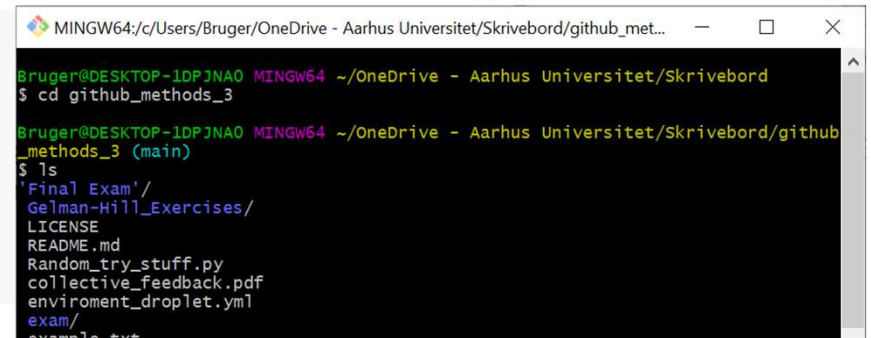 MINGW64:/c/Users/Bruger/OneDrive - Aarhus Universitet/Skrivebord/github_met...
Bruger@DESKTOP-1DPJNA0 MINGW64 ~/OneDrive - Aarhus Universitet/Skrivebord
$ cd github_methods_3
Bruger@DESKTOP-1DPJNA0 MINGW64 ~/OneDrive - Aarhus Universitet/Skrivebord/github
_methods_3 (main)
$ ls
'Final Exam'/
Gelman-Hill_Exercises/
LICENSE
README.md
Random_try_stuff.py
collective_feedback.pdf
enviroment_droplet.yml
exam/
example.txt